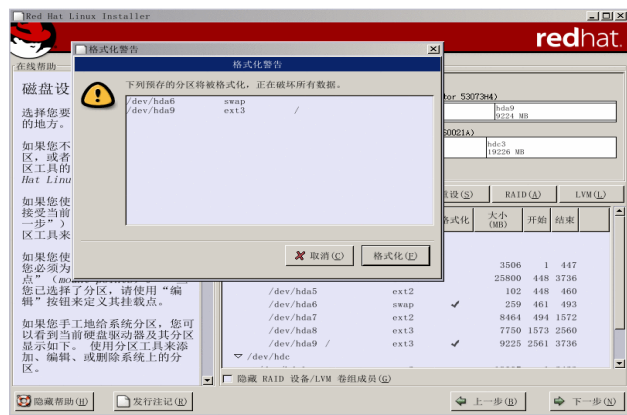 Red Hat Linux Installer
redhat.
在线帮助
磁盘设
选择您要
的地方。
如果您不
区，或者
区工具的
Hat Linu
如果您使
接受当前
一步”）
区工具来
如果您使
您必须为
点”（mount point）。
您已选择了分区，请使用“编
辑”按钮来定义其挂载点。
如果您手工地给系统分区，您可
以看到当前硬盘驱动器及其分区
显示如下。 使用分区工具来添
加、编辑、或删除系统上的分
区。
格式化警告
格式化警告
下列预存的分区将被格式化，正在破坏所有数据。
/dev/hda6 swap
/dev/hda9 ext3 /
取消(C) 格式化(F)
tor 53073H4)
hda9
9224 MB
60021A)
hdc3
19226 MB
设(S) RAID(A) LVM(L)
格式化 大小(MB) 开始 结束
3506 1 447
25800 448 3736
/dev/hda5 ext2 102 448 460
/dev/hda6 swap ✓ 259 461 493
/dev/hda7 ext2 8464 494 1572
/dev/hda8 ext3 7750 1573 2560
/dev/hda9 / ext3 ✓ 9225 2561 3736
▽ /dev/hdc
隐藏 RAID 设备/LVM 卷组成员(G)
隐藏帮助(H) 发行注记(R) 上一步(B) 下一步(N)